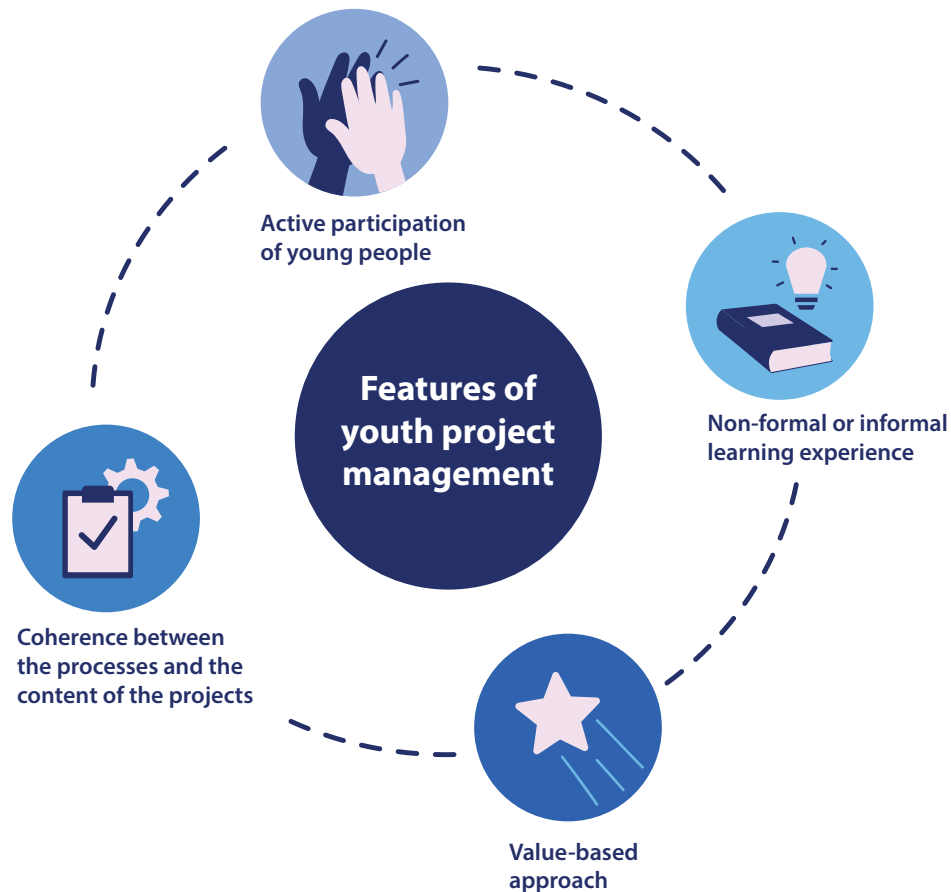 Active participation
of young people
Features of
youth project
management
Non-formal or informal
learning experience
Coherence between
the processes and the
content of the projects
Value-based
approach